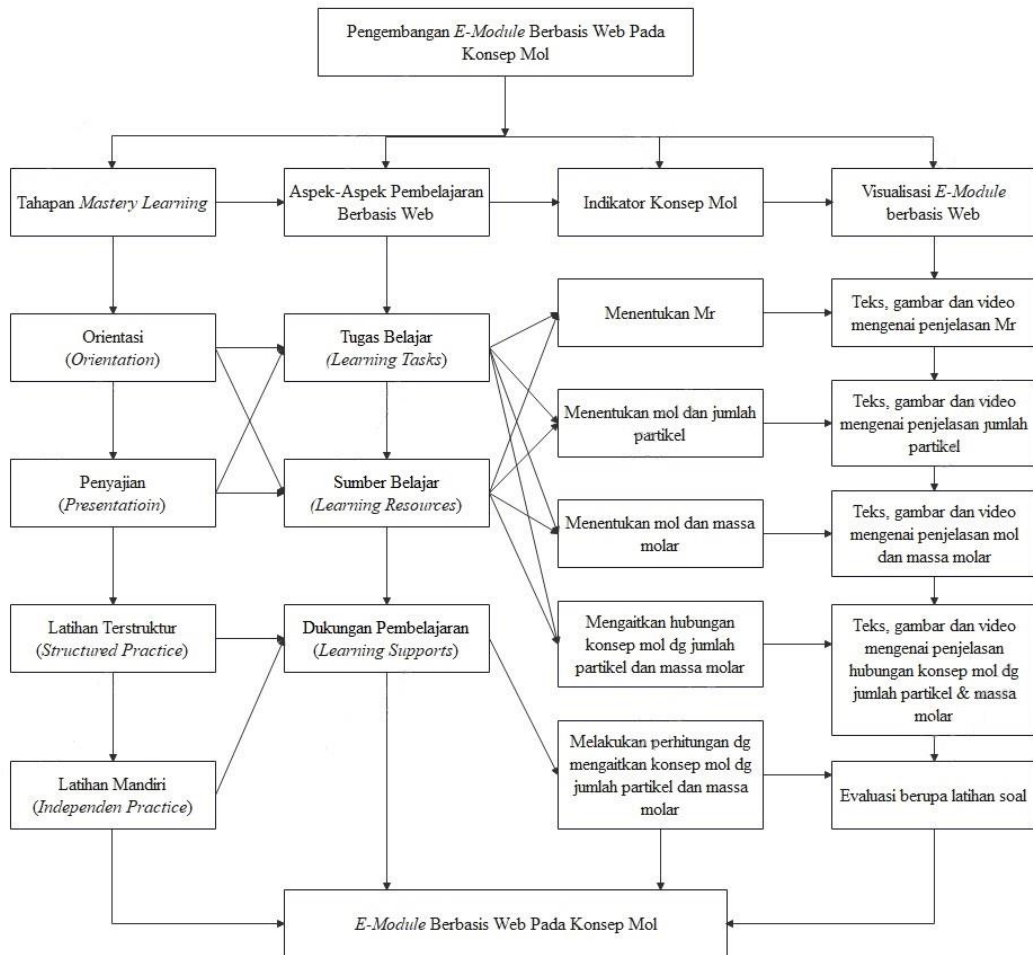 Pengembangan E-Module Berbasis Web Pada
Konsep Mol
Tahapan Mastery Learning
Aspek-Aspek Pembelajaran
Berbasis Web
Indikator Konsep Mol
Visualisasi E-Module
berbasis Web
Orientasi
(Orientation)
Tugas Belajar
(Learning Tasks)
Menentukan Mr
Teks, gambar dan video
mengenai penjelasan Mr
Menentukan mol dan jumlah
partikel
Teks, gambar dan video
mengenai penjelasan jumlah
partikel
Penyajian
(Presentatioin)
Sumber Belajar
(Learning Resources)
Menentukan mol dan massa
molar
Teks, gambar dan video
mengenai penjelasan mol
dan massa molar
Latihan Terstruktur
(Structured Practice)
Dukungan Pembelajaran
(Learning Supports)
Mengaitkan hubungan
konsep mol dg jumlah
partikel dan massa molar
Teks, gambar dan video
mengenai penjelasan
hubungan konsep mol dg
jumlah partikel & massa
molar
Latihan Mandiri
(Independen Practice)
Melakukan perhitungan dg
mengaitkan konsep mol dg
jumlah partikel dan massa
molar
Evaluasi berupa latihan soal
E-Module Berbasis Web Pada Konsep Mol